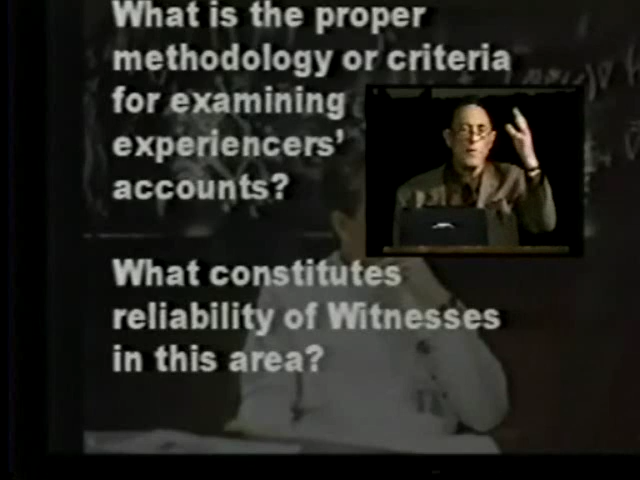 What is the proper
methodology or criteria
for examining
experiencers'
accounts?
What constitutes
reliability of Witnesses
in this area?